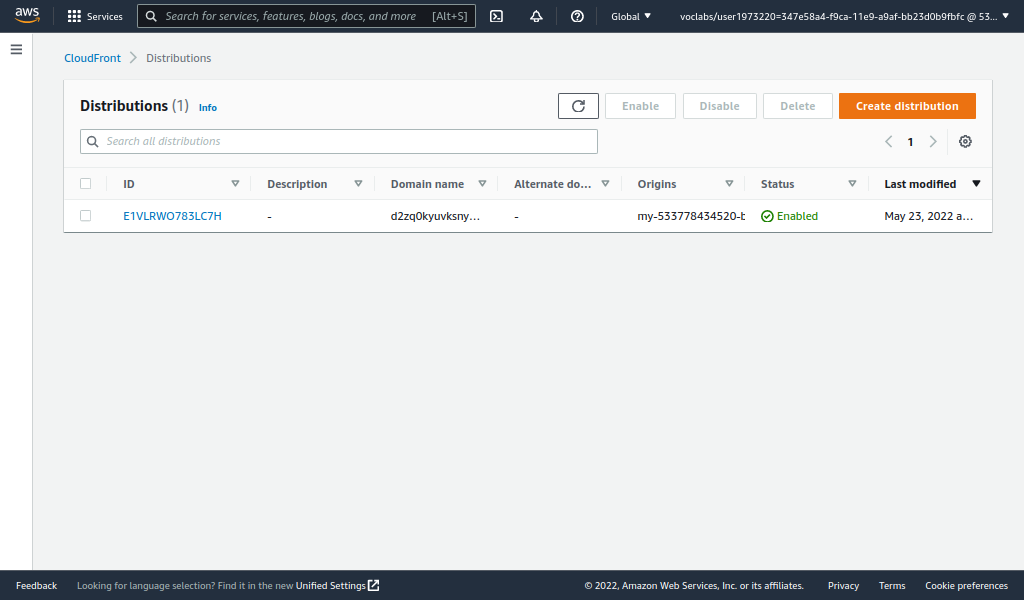 aws Services Search for services, features, blogs, docs, and more [Alt+S] Global voclabs/user1973220=347e58a4-f9ca-11e9-a9af-bb23d0b9fbfc @ 53...
CloudFront Distributions
Distributions (1) Info Enable Disable Delete Create distribution
Search all distributions 1
ID Description Domain name Alternate do... Origins Status Last modified
E1VLRWO783LC7H - d2zq0kyuvksny... - my-533778434520-b Enabled May 23, 2022 a...
Feedback Looking for language selection? Find it in the new Unified Settings © 2022, Amazon Web Services, Inc. or its affiliates. Privacy Terms Cookie preferences